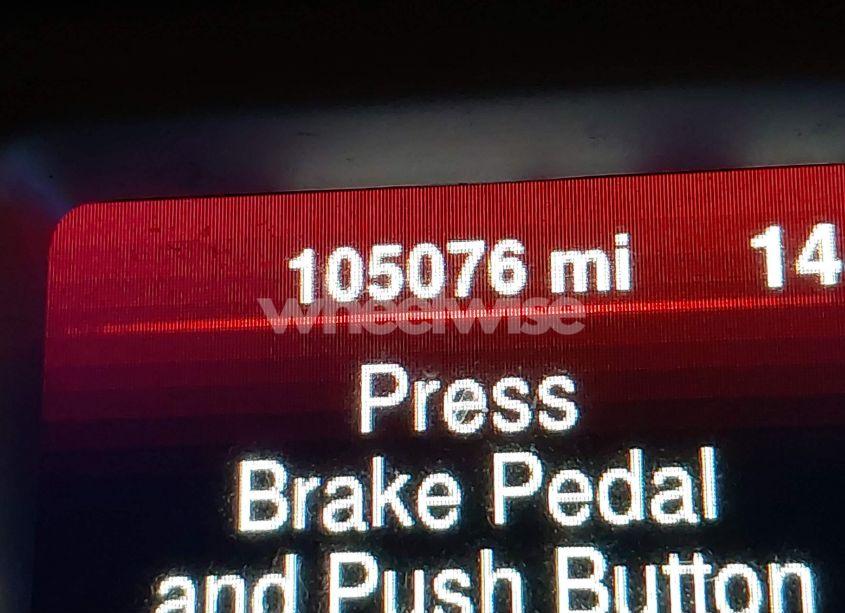 105076 mi 14
wheelwise
Press
Brake Pedal
and Push Button